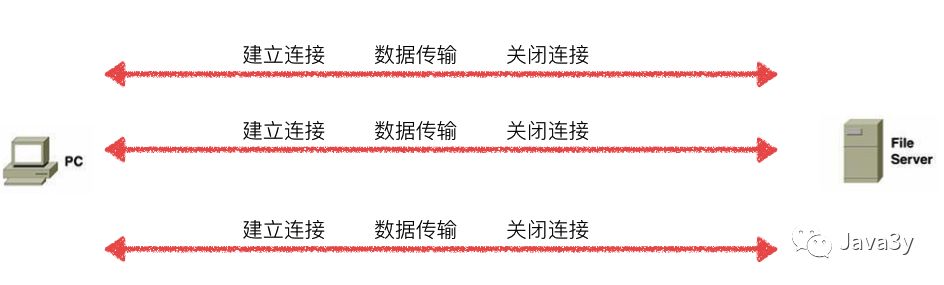 建立连接 数据传输 关闭连接
建立连接 数据传输 关闭连接
PC
File
Server
建立连接 数据传输 关闭连接
Java3y